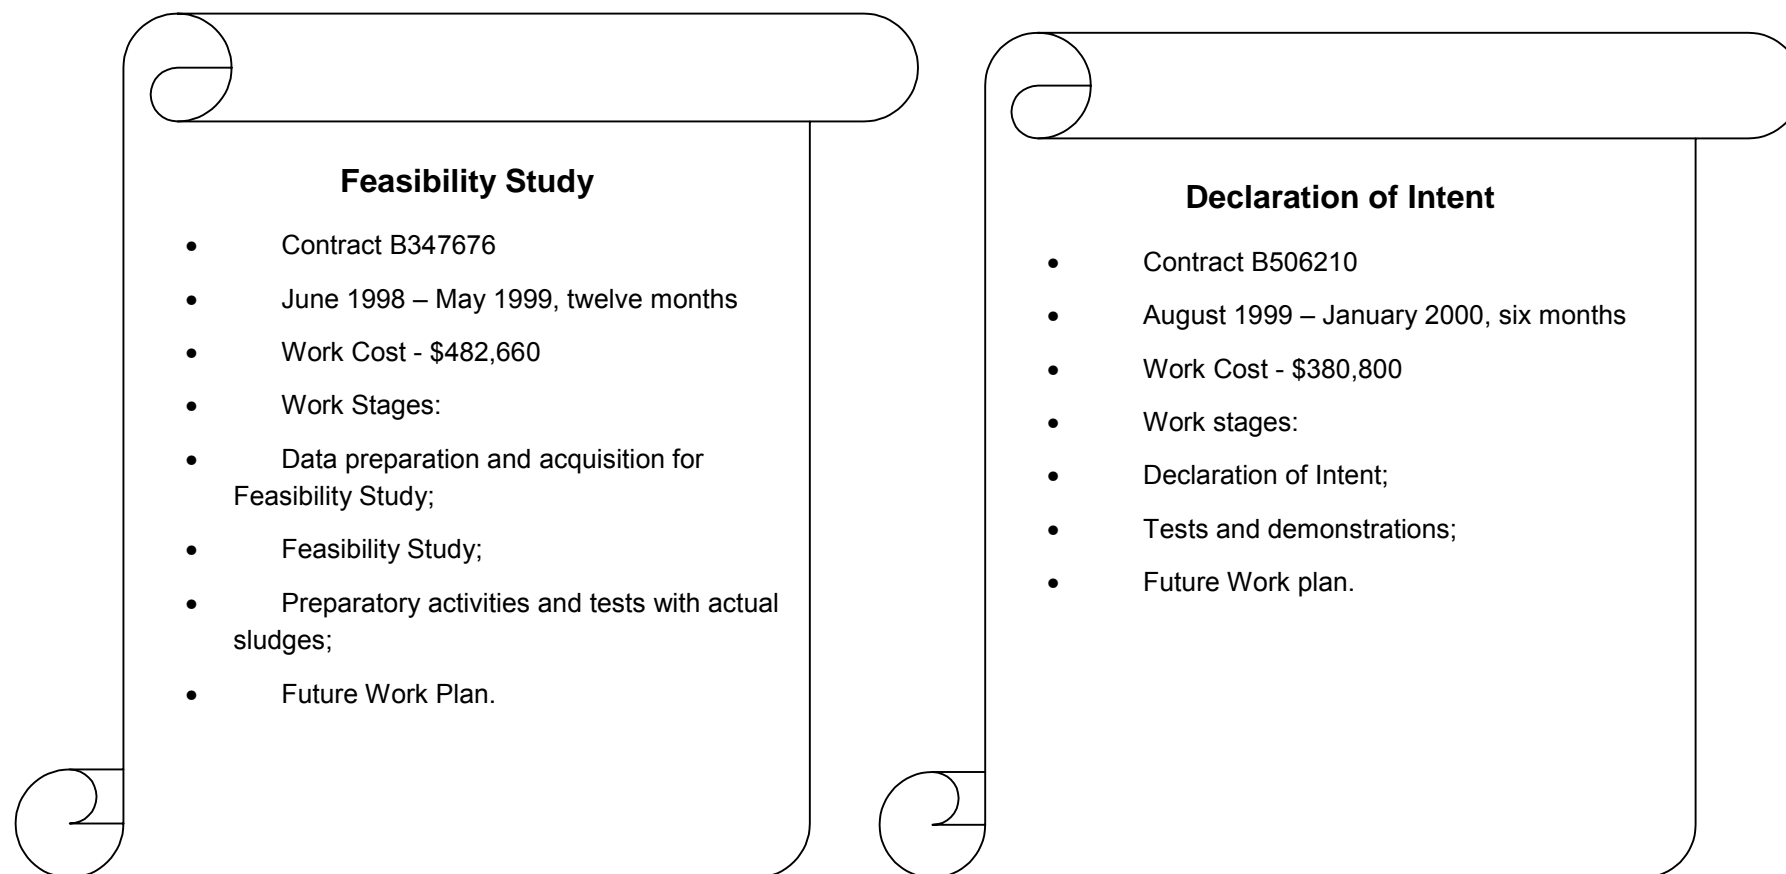 Feasibility Study
• Contract B347676
• June 1998 – May 1999, twelve months
• Work Cost - $482,660
• Work Stages:
• Data preparation and acquisition for
Feasibility Study;
• Feasibility Study;
• Preparatory activities and tests with actual
sludges;
• Future Work Plan.
Declaration of Intent
• Contract B506210
• August 1999 – January 2000, six months
• Work Cost - $380,800
• Work stages:
• Declaration of Intent;
• Tests and demonstrations;
• Future Work plan.